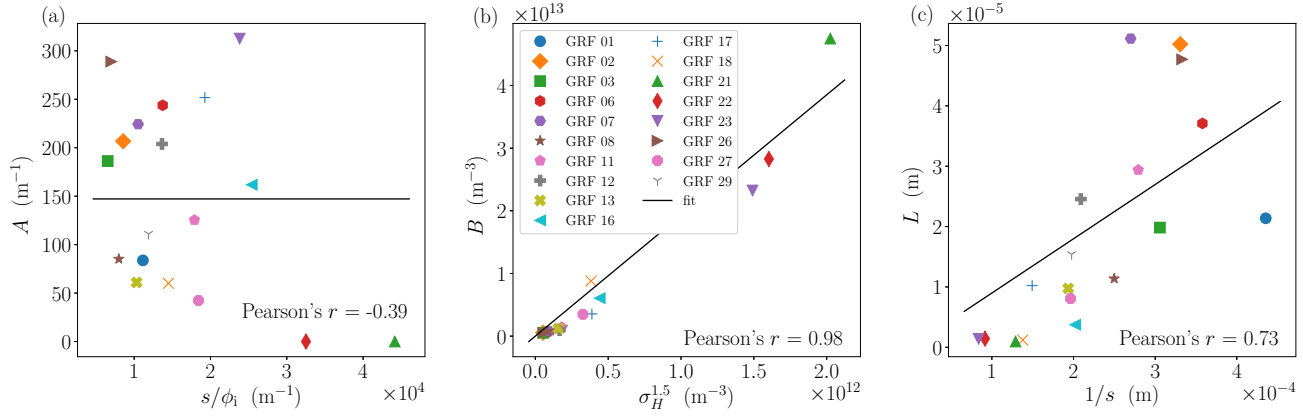 (a)
300
250
200
150
100
50
0
A (m⁻¹)
Pearson's r = -0.39
1
2
3
4
×10⁴
s/ϕᵢ (m⁻¹)
(b)
×10¹³
4
3
2
1
0
B (m⁻³)
GRF 01
GRF 02
GRF 03
GRF 06
GRF 07
GRF 08
GRF 11
GRF 12
GRF 13
GRF 16
GRF 17
GRF 18
GRF 21
GRF 22
GRF 23
GRF 26
GRF 27
GRF 29
fit
Pearson's r = 0.98
0.0
0.5
1.0
1.5
2.0
×10¹²
σ_H^1.5 (m⁻³)
(c)
×10⁻⁵
5
4
3
2
1
0
L (m)
Pearson's r = 0.73
1
2
3
4
×10⁻⁴
1/s (m)